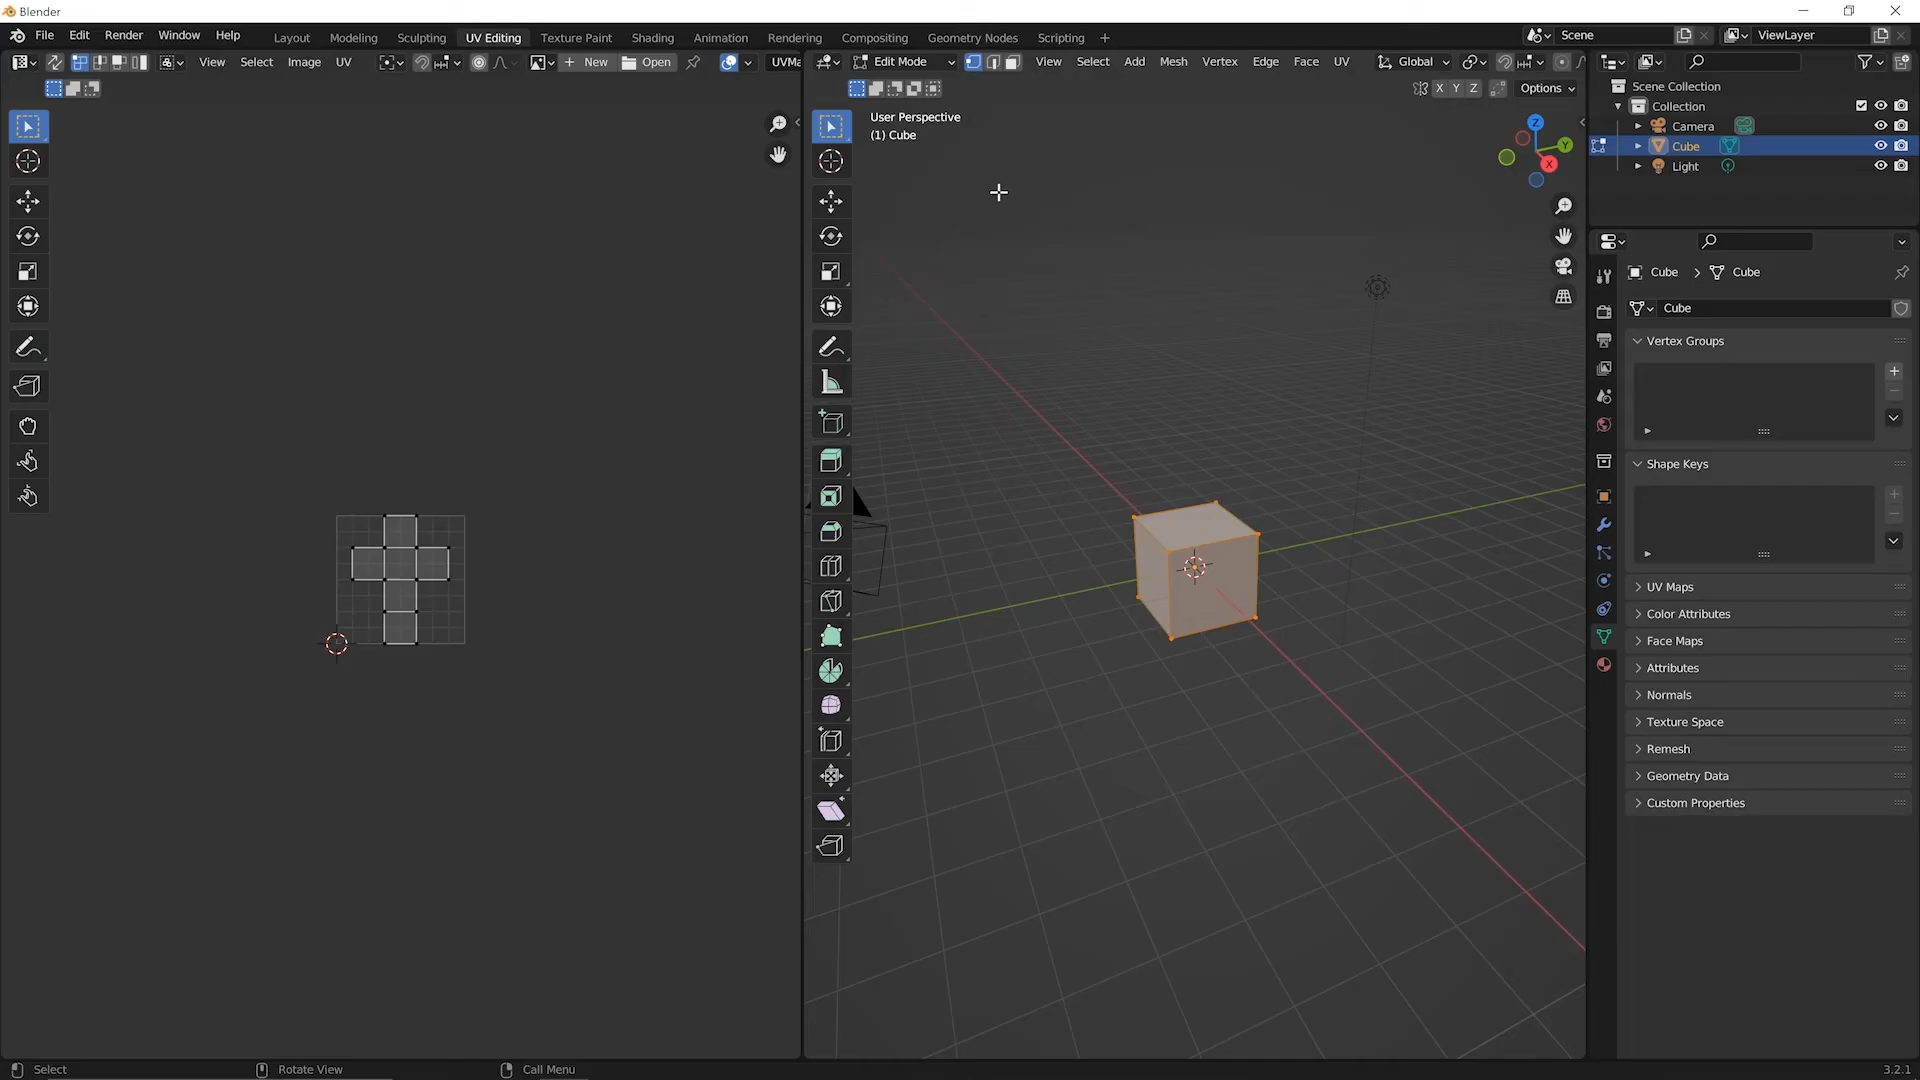 Blender
File Edit Render Window Help Layout Modeling Sculpting UV Editing Texture Paint Shading Animation Rendering Compositing Geometry Nodes Scripting + Scene ViewLayer
View Select Image UV New Open UVMa Edit Mode View Select Add Mesh Vertex Edge Face UV Global
X Y Z Options
User Perspective
(1) Cube
Z
Y
X
Scene Collection
Collection
Camera
Cube
Light
Cube > Cube
Cube
Vertex Groups
Shape Keys
UV Maps
Color Attributes
Face Maps
Attributes
Normals
Texture Space
Remesh
Geometry Data
Custom Properties
Select Rotate View Call Menu 3.2.1